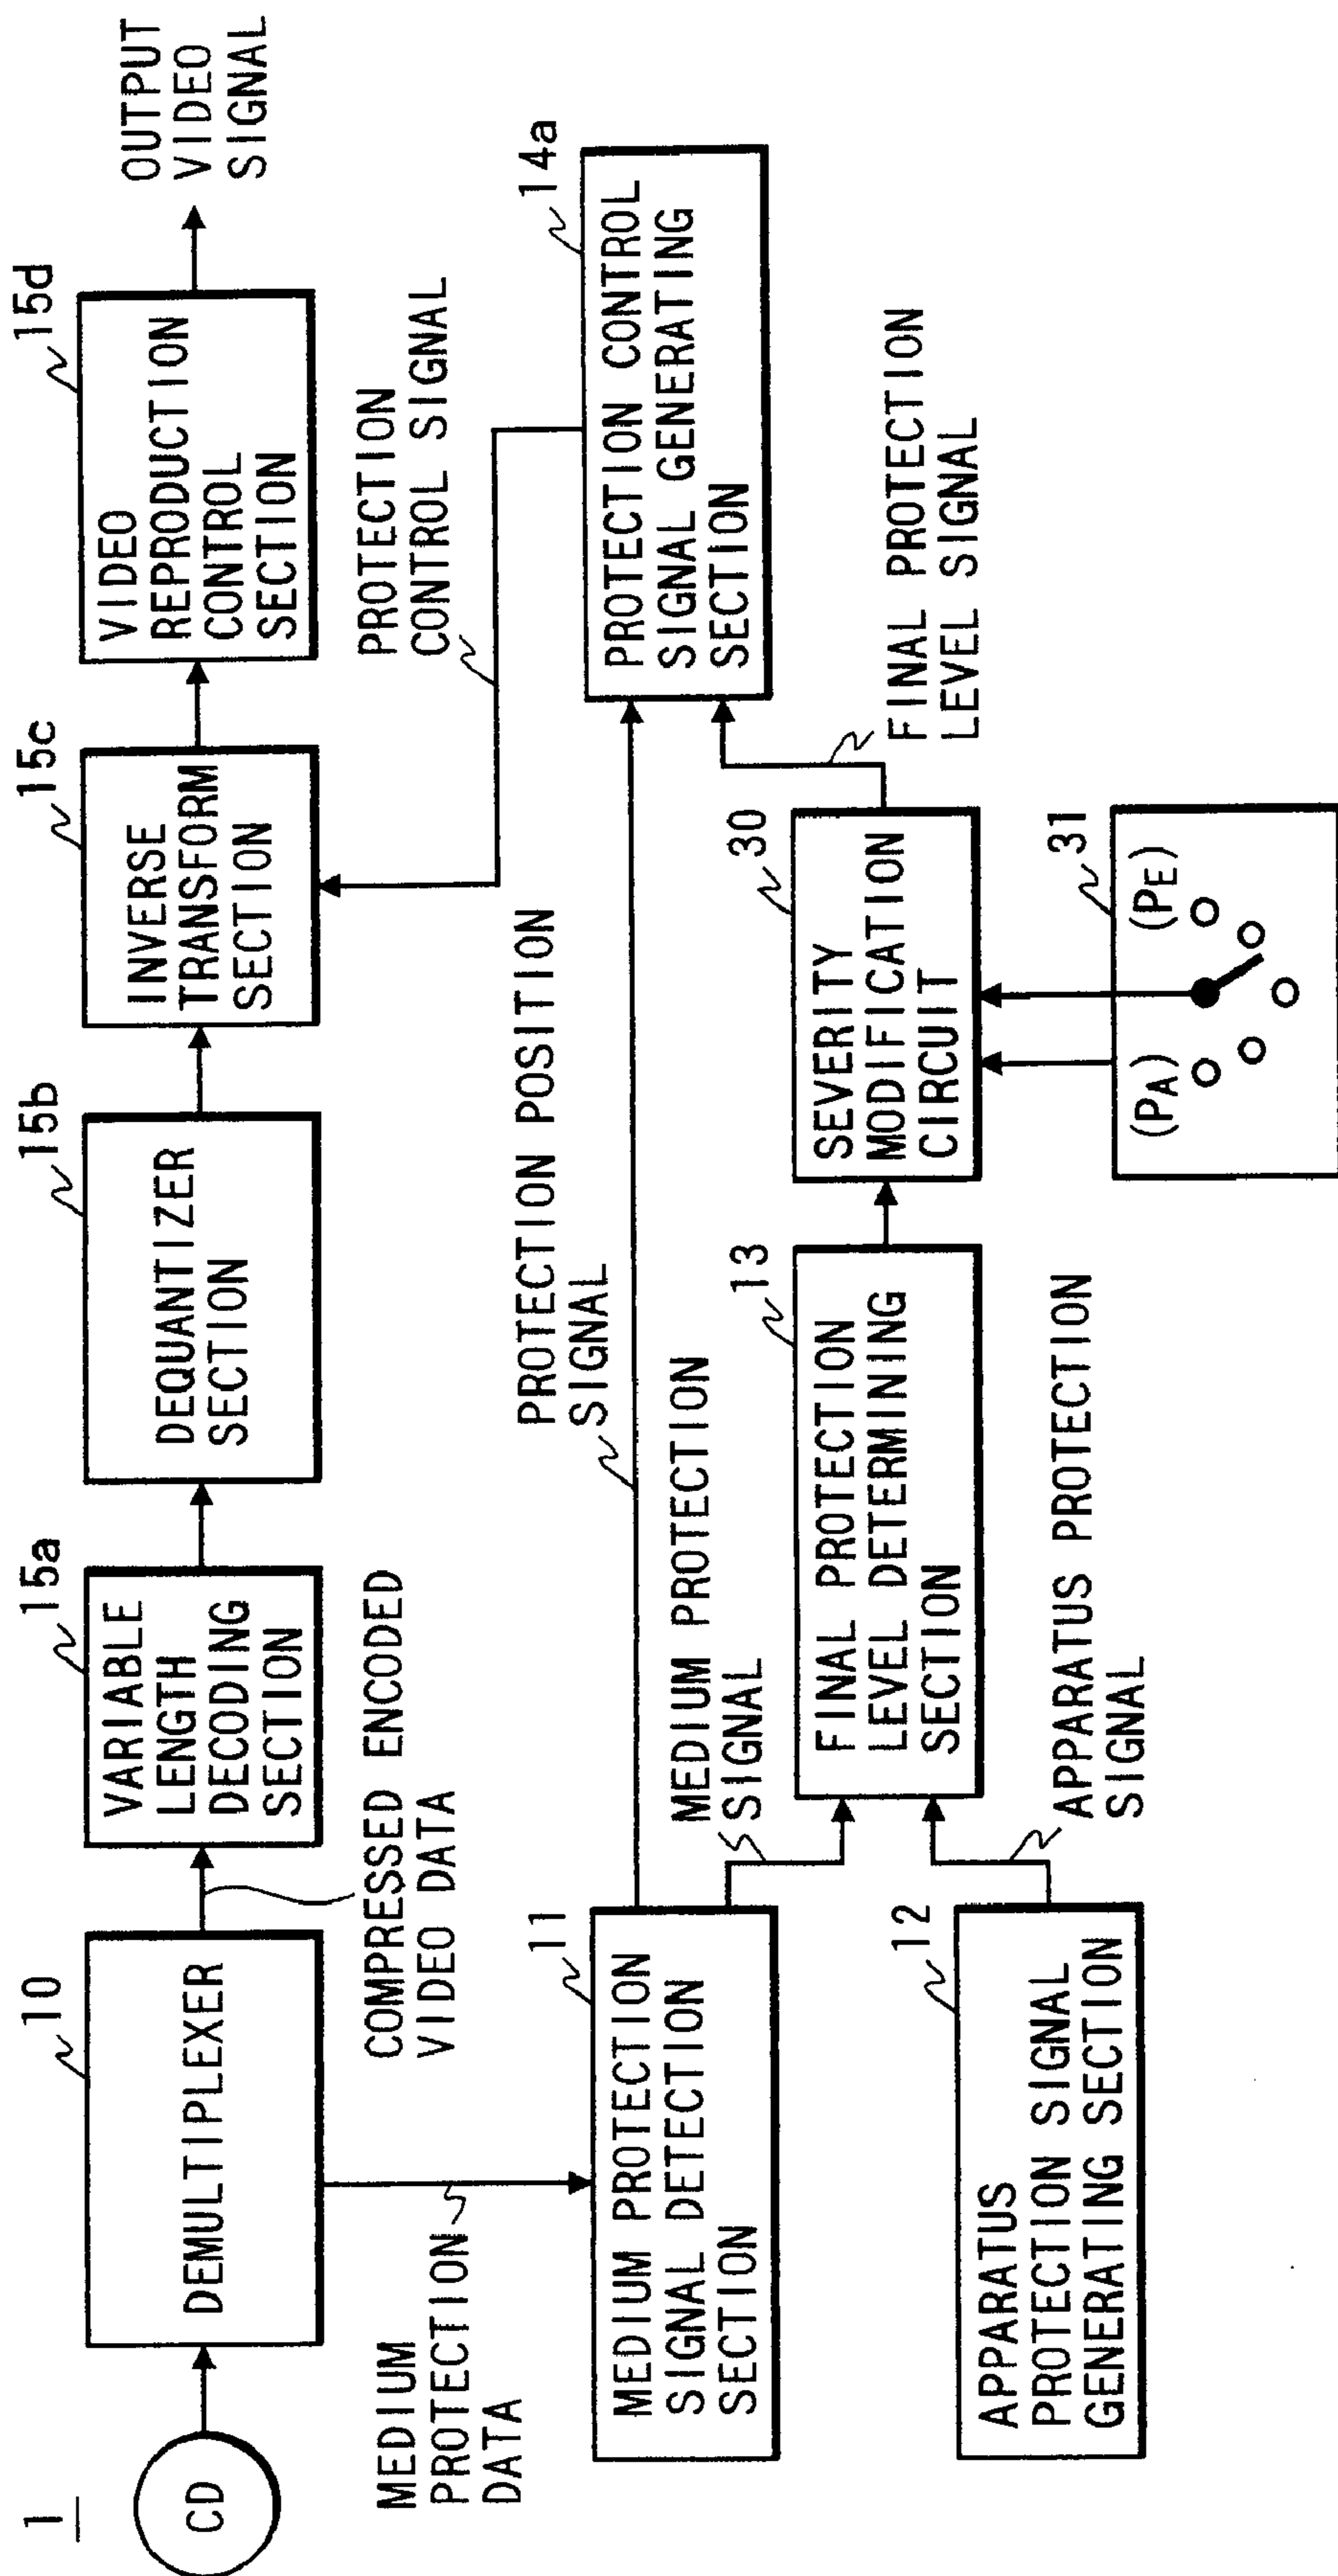 1
CD
10
DEMULTIPLEXER
COMPRESSED ENCODED
VIDEO DATA
15a
VARIABLE
LENGTH
DECODING
SECTION
15b
DEQUANTIZER
SECTION
15c
INVERSE
TRANSFORM
SECTION
15d
VIDEO
REPRODUCTION
CONTROL
SECTION
OUTPUT
VIDEO
SIGNAL
MEDIUM
PROTECTION
DATA
PROTECTION
CONTROL SIGNAL
11
MEDIUM PROTECTION
SIGNAL DETECTION
SECTION
PROTECTION POSITION
SIGNAL
14a
PROTECTION CONTROL
SIGNAL GENERATING
SECTION
MEDIUM PROTECTION
SIGNAL
13
FINAL PROTECTION
LEVEL DETERMINING
SECTION
30
SEVERITY
MODIFICATION
CIRCUIT
FINAL PROTECTION
LEVEL SIGNAL
12
APPARATUS
PROTECTION SIGNAL
GENERATING SECTION
APPARATUS PROTECTION
SIGNAL
31
(PA)
(PE)